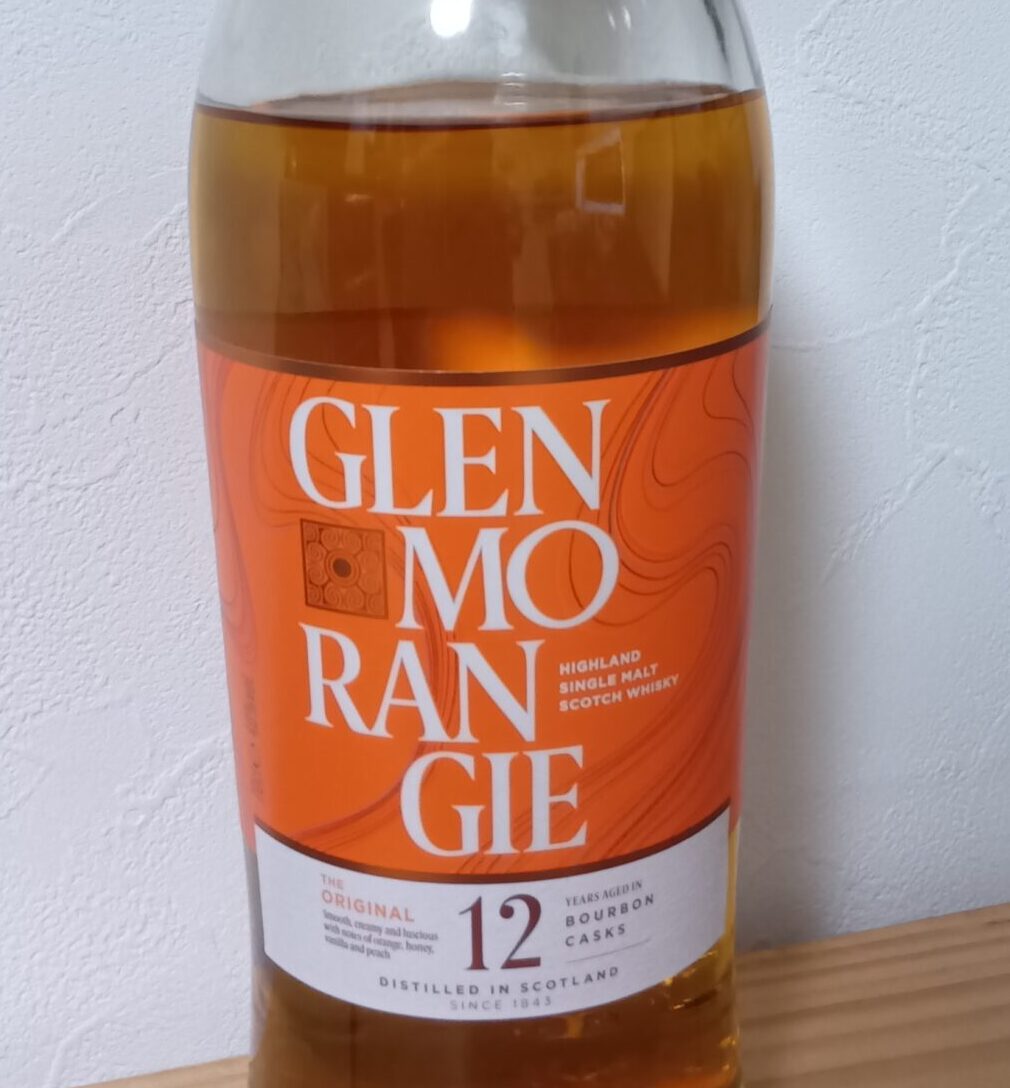 GLEN
MO
RAN
GIE
HIGHLAND
SINGLE MALT
SCOTCH WHISKY
THE
ORIGINAL
Smooth, creamy and luscious
with notes of orange, honey,
vanilla and peach
12
YEARS AGED IN
BOURBON
CASKS
DISTILLED IN SCOTLAND
SINCE 1843